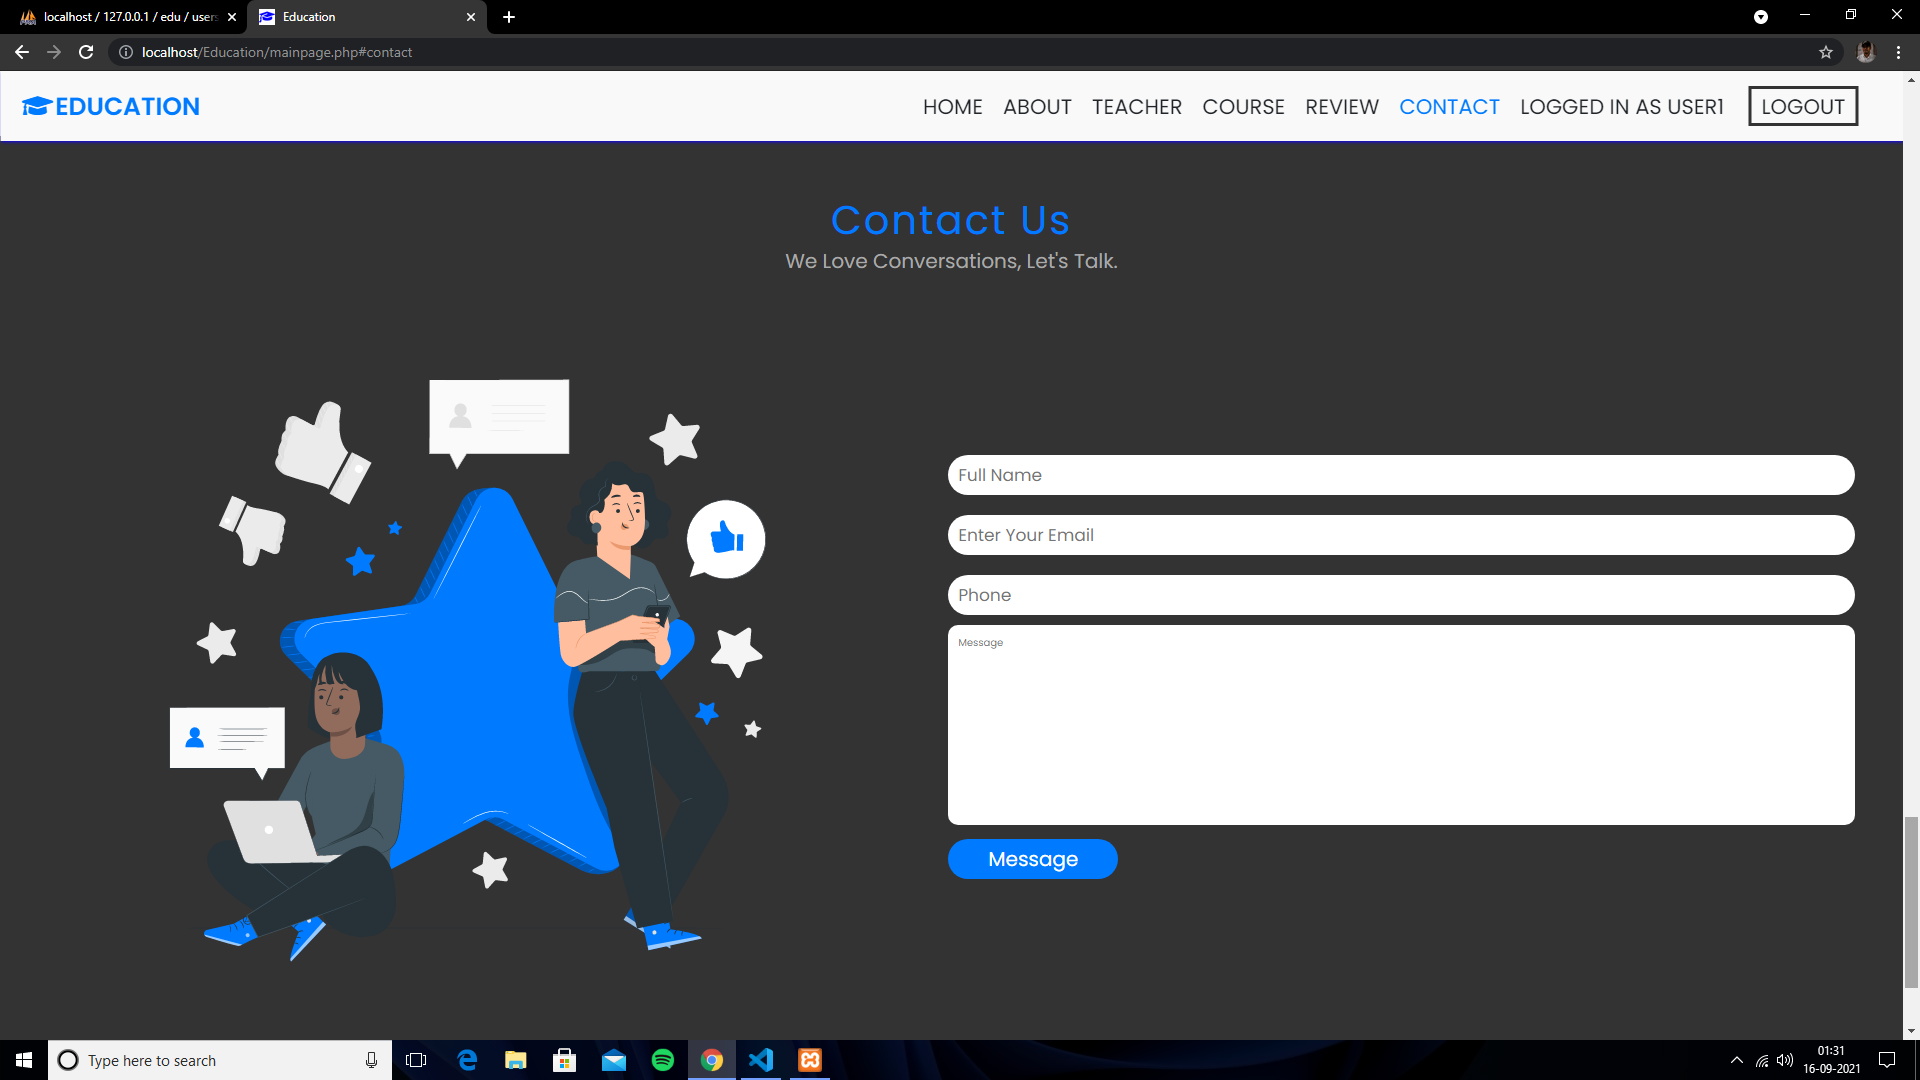 localhost / 127.0.0.1 / edu / users
Education
localhost/Education/mainpage.php#contact
EDUCATION
HOME ABOUT TEACHER COURSE REVIEW CONTACT LOGGED IN AS USER1 LOGOUT
Contact Us
We Love Conversations, Let's Talk.
Full Name
Enter Your Email
Phone
Message
Message
Type here to search
01:31
16-09-2021